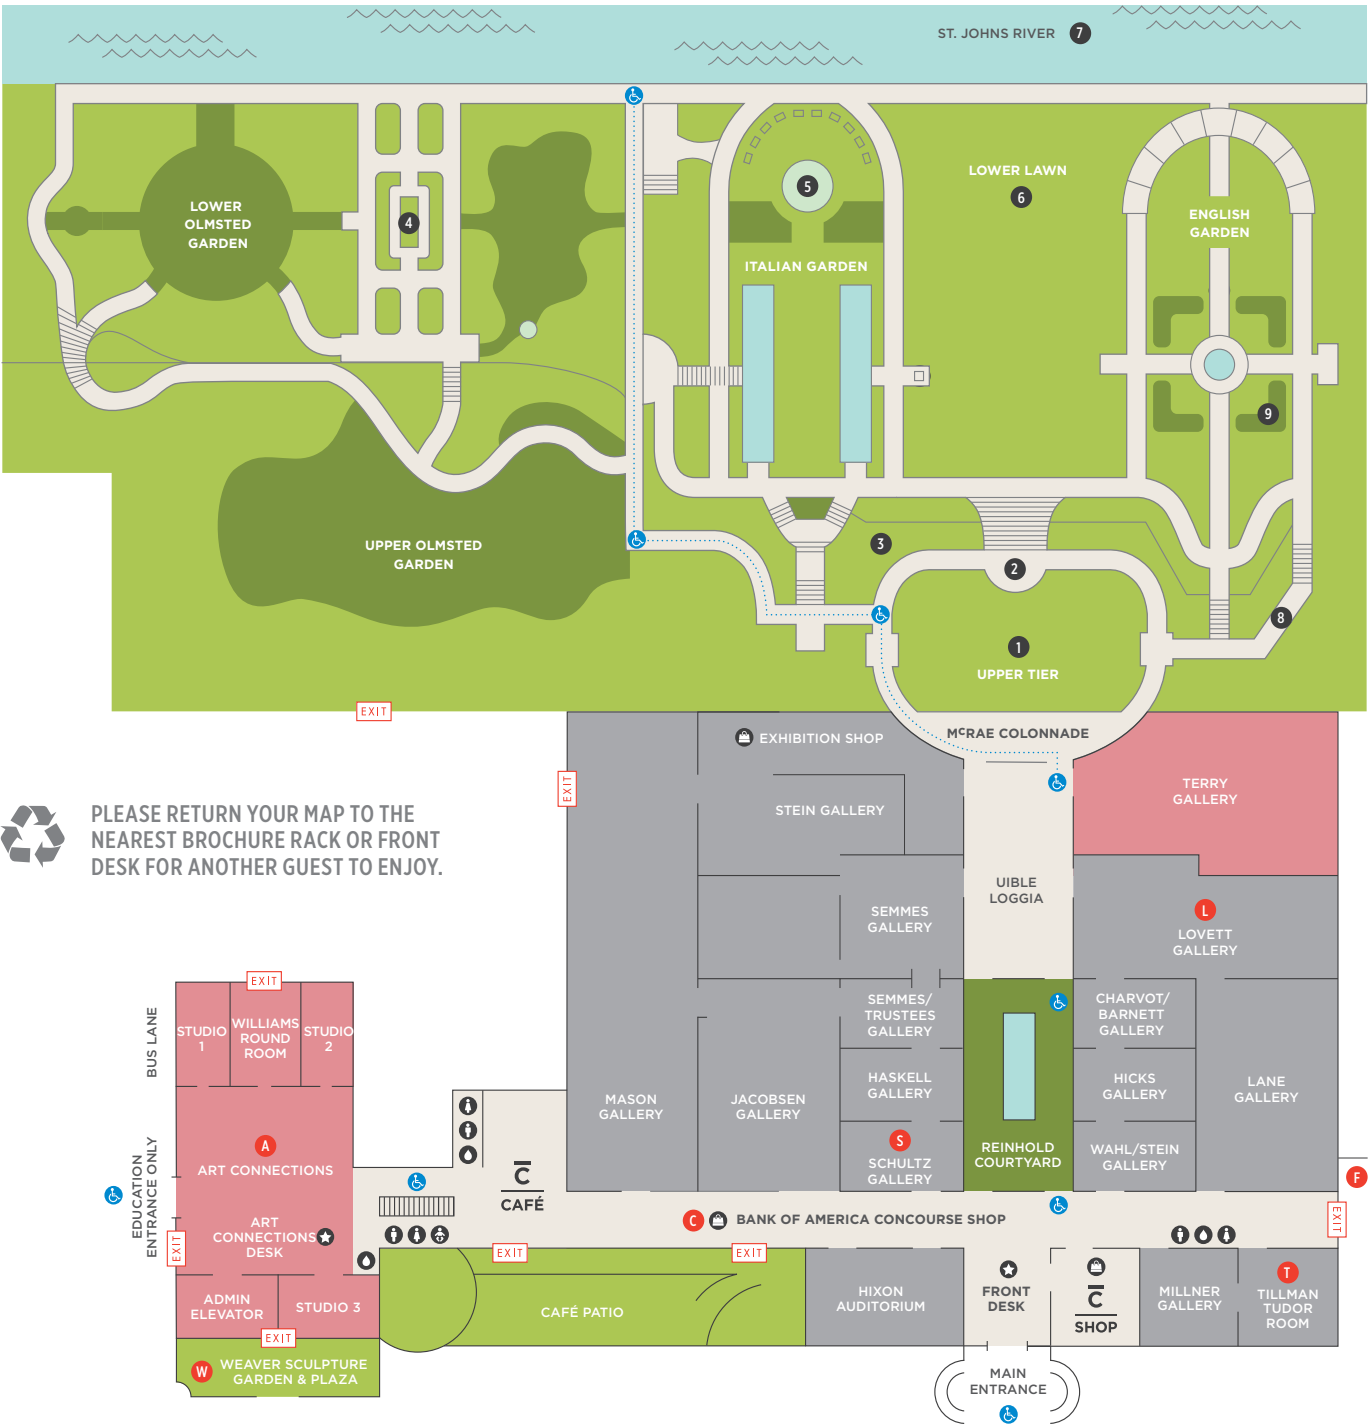 ST. JOHNS RIVER 7
LOWER
OLMSTED
GARDEN
4
5
LOWER LAWN
6
ENGLISH
GARDEN
ITALIAN GARDEN
9
UPPER OLMSTED
GARDEN
3
2
8
1
UPPER TIER
EXIT
MCRAE COLONNADE
EXHIBITION SHOP
EXIT
STEIN GALLERY
TERRY
GALLERY
PLEASE RETURN YOUR MAP TO THE
NEAREST BROCHURE RACK OR FRONT
DESK FOR ANOTHER GUEST TO ENJOY.
UIBLE
LOGGIA
SEMMES
GALLERY
L
LOVETT
GALLERY
EXIT
BUS LANE
STUDIO
1
WILLIAMS
ROUND
ROOM
STUDIO
2
SEMMES/
TRUSTEES
GALLERY
CHARVOT/
BARNETT
GALLERY
HASKELL
GALLERY
HICKS
GALLERY
LANE
GALLERY
MASON
GALLERY
JACOBSEN
GALLERY
EDUCATION
ENTRANCE ONLY
A
ART CONNECTIONS
S
SCHULTZ
GALLERY
REINHOLD
COURTYARD
WAHL/STEIN
GALLERY
F
C
CAFÉ
ART
CONNECTIONS
DESK
EXIT
C BANK OF AMERICA CONCOURSE SHOP
EXIT
EXIT
EXIT
ADMIN
ELEVATOR
STUDIO 3
CAFÉ PATIO
HIXON
AUDITORIUM
FRONT
DESK
C
SHOP
MILLNER
GALLERY
T
TILLMAN
TUDOR
ROOM
EXIT
W WEAVER SCULPTURE
GARDEN & PLAZA
MAIN
ENTRANCE